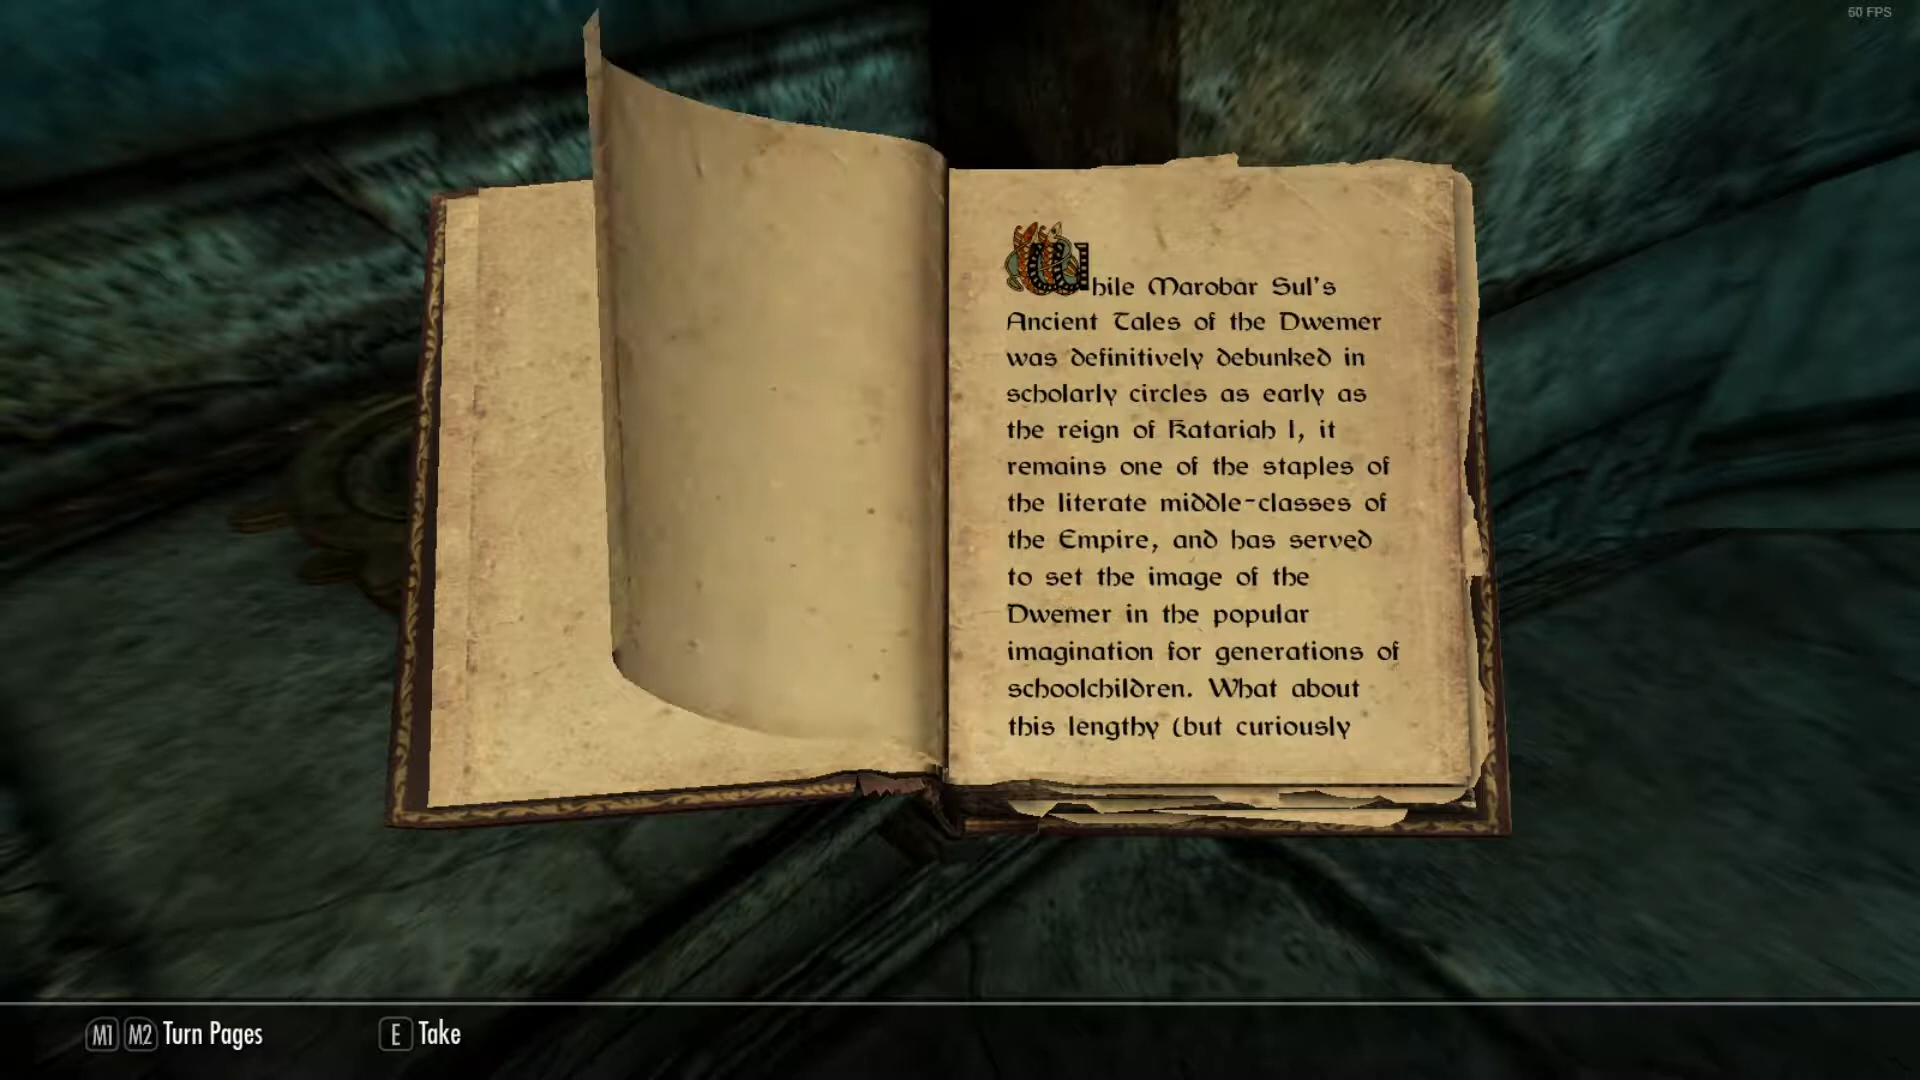 60 FPS
While Marobar Sul's
Ancient Tales of the Dwemer
was definitively debunked in
scholarly circles as early as
the reign of Katariah I, it
remains one of the staples of
the literate middle-classes of
the Empire, and has served
to set the image of the
Dwemer in the popular
imagination for generations of
schoolchildren. What about
this lengthy (but curiously
M1 M2 Turn Pages
E Take